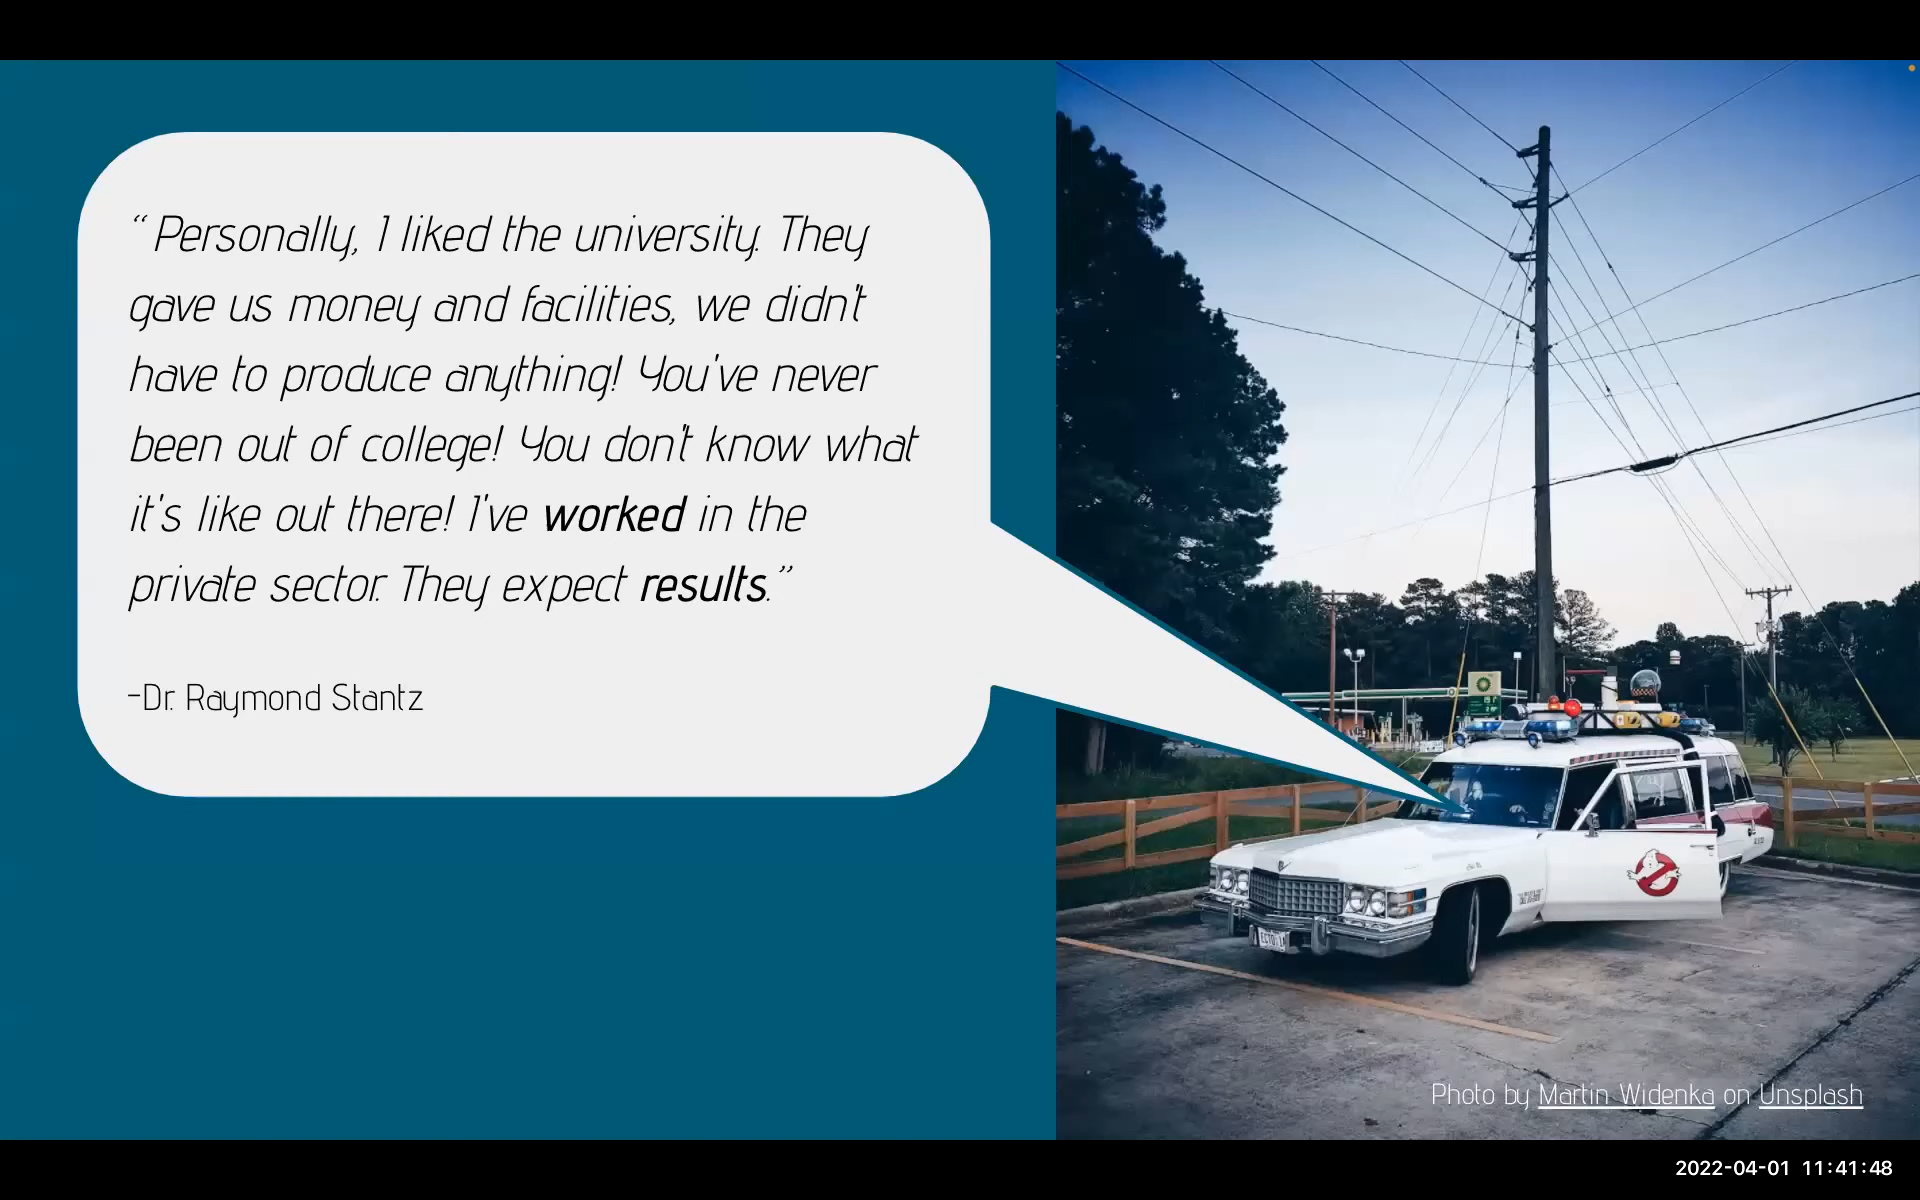 “Personally, I liked the university. They
gave us money and facilities, we didn't
have to produce anything! You've never
been out of college! You don't know what
it's like out there! I've worked in the
private sector. They expect results.”
-Dr. Raymond Stantz
bp
Photo by Martin Widenka on Unsplash
2022-04-01 11:41:48